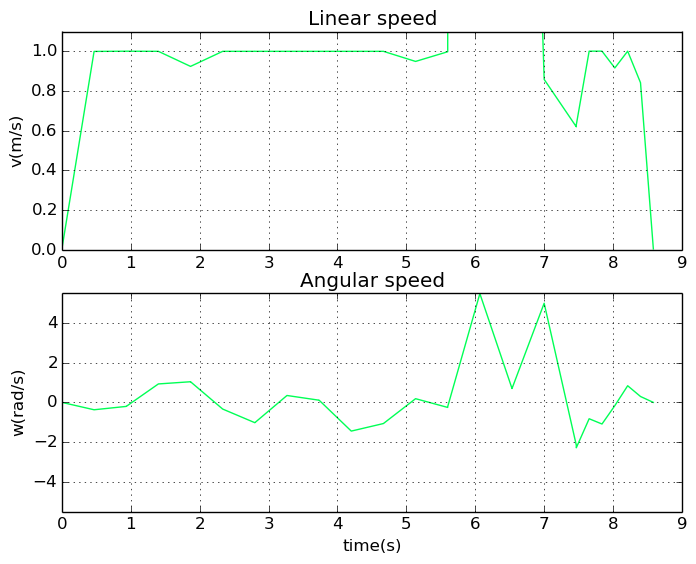 Linear speed
1.0
0.8
0.6
0.4
0.2
0.0
v(m/s)
0 1 2 3 4 5 6 7 8 9
Angular speed
4
2
0
−2
−4
w(rad/s)
0 1 2 3 4 5 6 7 8 9
time(s)